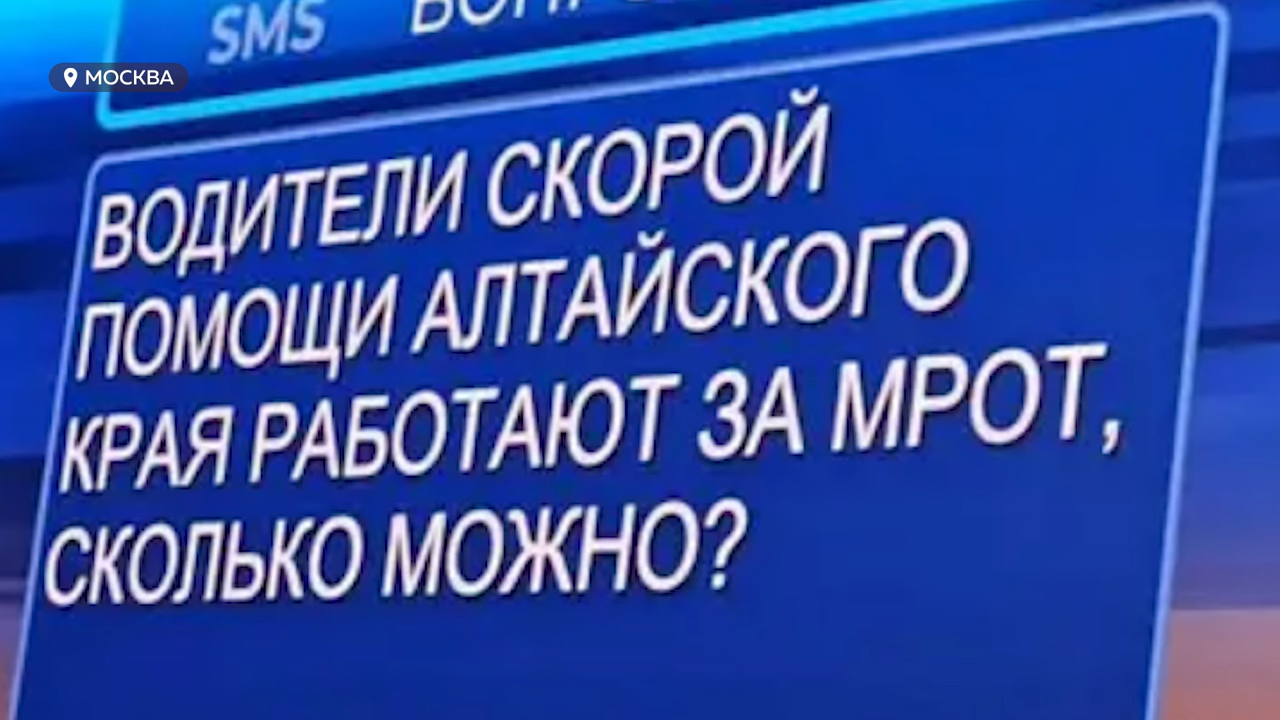 SMS
МОСКВА
ВОДИТЕЛИ СКОРОЙ
ПОМОЩИ АЛТАЙСКОГО
КРАЯ РАБОТАЮТ ЗА МРОТ,
СКОЛЬКО МОЖНО?